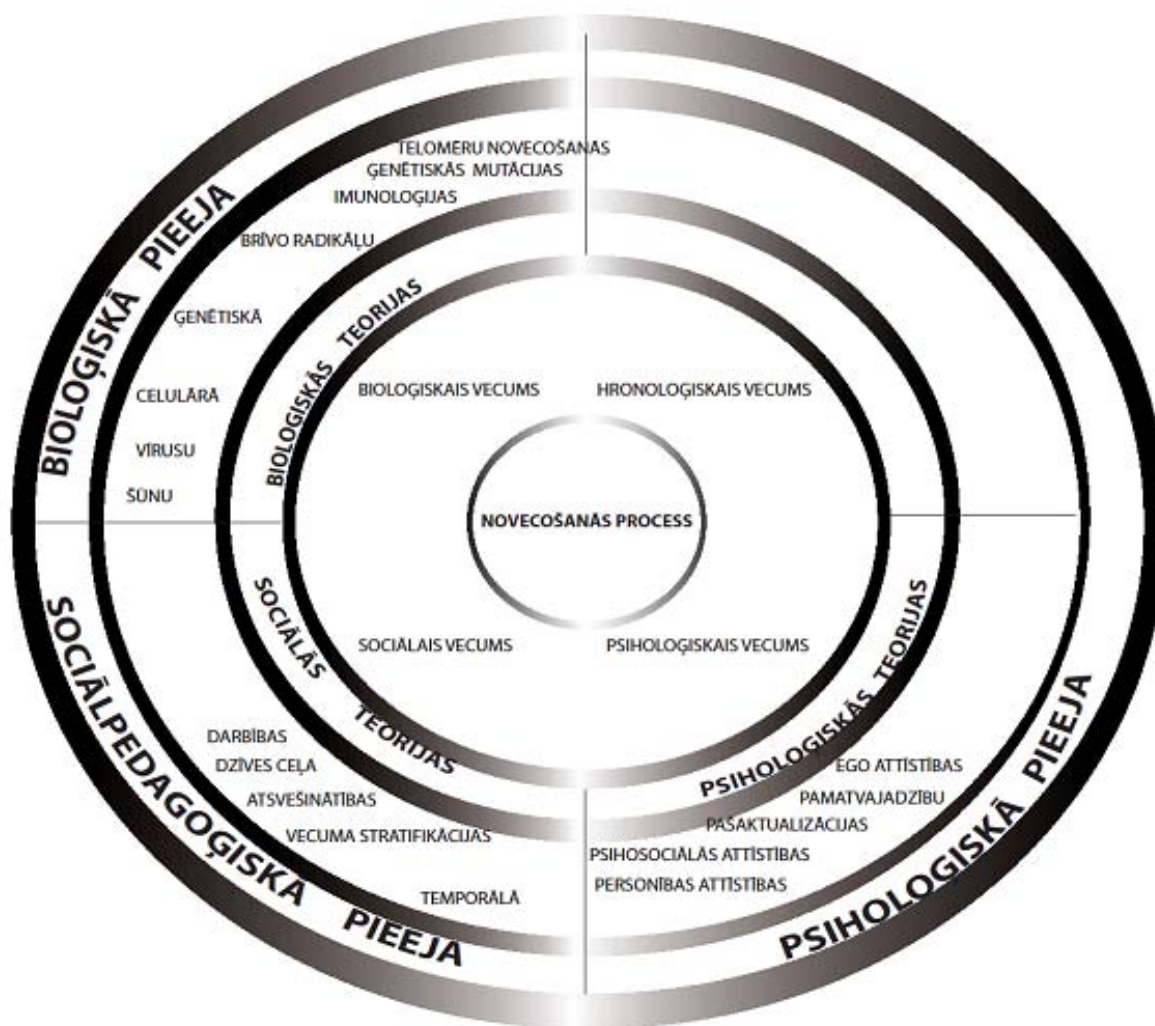 BIOLOĢISKĀ PIEEJA
TELOMĒRU NOVECOŠANĀS
ĢENĒTISKĀS MUTĀCIJAS
IMUNOLOĢIJAS
BRĪVO RADIKĀĻU
ĢENĒTISKĀ
CELULĀRĀ
VĪRUSU
ŠŪNU
BIOLOĢISKĀS TEORIJAS
BIOLOĢISKAIS VECUMS
HRONOLOĢISKAIS VECUMS
NOVECOŠANĀS PROCESS
SOCIĀLAIS VECUMS
PSIHOLOĢISKAIS VECUMS
SOCIĀLĀS TEORIJAS
DARBĪBAS
DZĪVES CEĻA
ATSVEŠINĀTĪBAS
VECUMA STRATIFIKĀCIJAS
TEMPORĀLĀ
SOCIĀLPEDAGOĢISKĀ PIEEJA
PSIHOLOĢISKĀS TEORIJAS
EGO ATTĪSTĪBAS
PAMATVAJADZĪBU
PAŠAKTUALIZĀCIJAS
PSIHOSOCIĀLĀS ATTĪSTĪBAS
PERSONĪBAS ATTĪSTĪBAS
PSIHOLOĢISKĀ PIEEJA